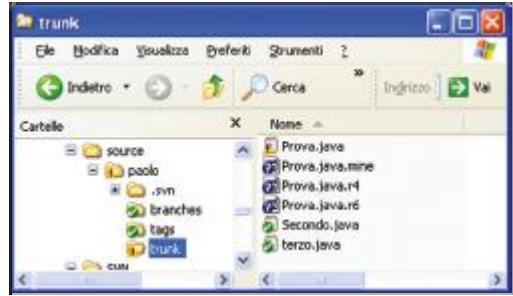 trunk
File Modifica Visualizza Preferiti Strumenti ?
Indietro Cerca » Indirizzo Vai
Cartelle x Nome
source
paolo
.svn
branches
tags
trunk
SVN
Prova.java
Prova.java.mine
Prova.java.r4
Prova.java.r6
Secondo.java
terzo.java